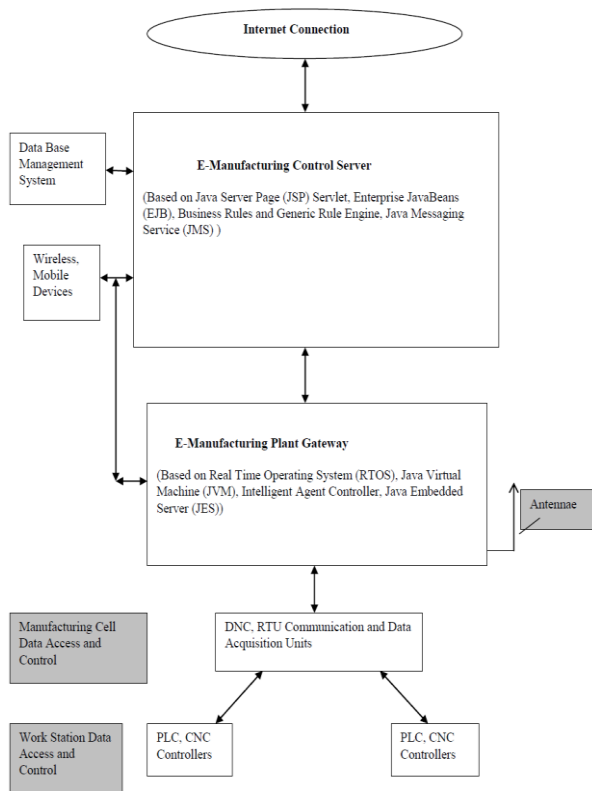 Internet Connection
Data Base
Management
System
E-Manufacturing Control Server
(Based on Java Server Page (JSP) Servlet, Enterprise JavaBeans
(EJB), Business Rules and Generic Rule Engine, Java Messaging
Service (JMS) )
Wireless,
Mobile
Devices
E-Manufacturing Plant Gateway
(Based on Real Time Operating System (RTOS), Java Virtual
Machine (JVM), Intelligent Agent Controller, Java Embedded
Server (JES))
Antennae
Manufacturing Cell
Data Access and
Control
DNC, RTU Communication and Data
Acquisition Units
Work Station Data
Access and
Control
PLC, CNC
Controllers
PLC, CNC
Controllers